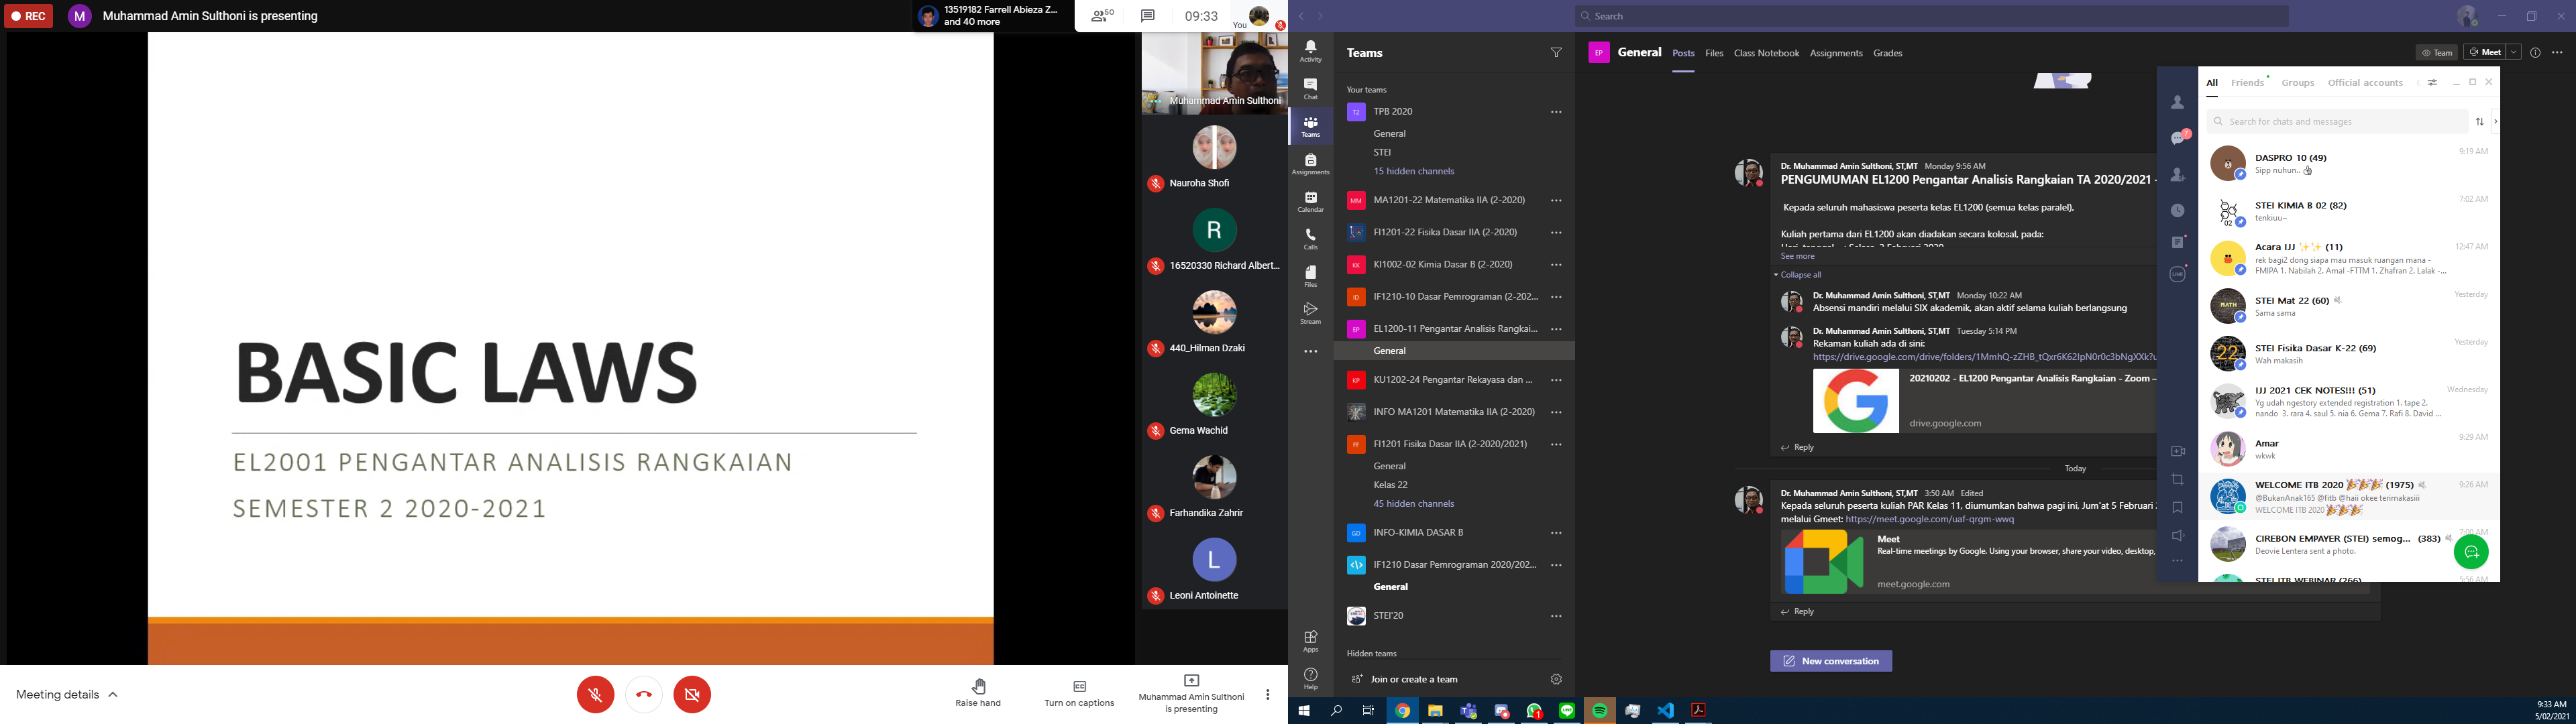 REC
M
Muhammad Amin Sulthoni is presenting
13519182 Farrell Abieza Z...
and 40 more
50
09:33
You
Muhammad Amin Sulthoni
Nauroha Shofi
R
16520330 Richard Albert...
440_Hilman Dzaki
Gema Wachid
Farhandika Zahrir
L
Leoni Antoinette
BASIC LAWS
EL2001 PENGANTAR ANALISIS RANGKAIAN
SEMESTER 2 2020-2021
Meeting details
Raise hand
Turn on captions
Muhammad Amin Sulthoni
is presenting
Search
Activity
Chat
Teams
Assignments
Calendar
Calls
Files
Stream
Apps
Help
Teams
Your teams
T2
TPB 2020
General
STEI
15 hidden channels
MM
MA1201-22 Matematika IIA (2-2020)
FI1201-22 Fisika Dasar IIA (2-2020)
KK
KI1002-02 Kimia Dasar B (2-2020)
ID
IF1210-10 Dasar Pemrograman (2-202...
EP
EL1200-11 Pengantar Analisis Rangkai...
General
KP
KU1202-24 Pengantar Rekayasa dan ...
INFO MA1201 Matematika IIA (2-2020)
FF
FI1201 Fisika Dasar IIA (2-2020/2021)
General
Kelas 22
45 hidden channels
GD
INFO-KIMIA DASAR B
IF1210 Dasar Pemrograman 2020/202...
General
STEI'20
Hidden teams
Join or create a team
EP
General
Posts
Files
Class Notebook
Assignments
Grades
Team
Meet
Dr. Muhammad Amin Sulthoni, ST,MT Monday 9:56 AM
PENGUMUMAN EL1200 Pengantar Analisis Rangkaian TA 2020/2021 -
Kepada seluruh mahasiswa peserta kelas EL1200 (semua kelas paralel),
Kuliah pertama dari EL1200 akan diadakan secara kolosal, pada:
See more
Collapse all
Dr. Muhammad Amin Sulthoni, ST,MT Monday 10:22 AM
Absensi mandiri melalui SIX akademik, akan aktif selama kuliah berlangsung
Dr. Muhammad Amin Sulthoni, ST,MT Tuesday 5:14 PM
Rekaman kuliah ada di sini:
https://drive.google.com/drive/folders/1MmhQ-zZHB_tQxr6K62IpN0r0c3bNgXXk?u
20210202 - EL1200 Pengantar Analisis Rangkaian - Zoom –
drive.google.com
Reply
Today
Dr. Muhammad Amin Sulthoni, ST,MT 3:50 AM Edited
Kepada seluruh peserta kuliah PAR Kelas 11, diumumkan bahwa pagi ini, Jum'at 5 Februari
melalui Gmeet: https://meet.google.com/uaf-qrgm-wwq
Meet
Real-time meetings by Google. Using your browser, share your video, desktop,
meet.google.com
Reply
New conversation
7
LINE
All
Friends
Groups
Official accounts
Search for chats and messages
DASPRO 10 (49)
9:19 AM
Sipp nuhun..
02
STEI KIMIA B 02 (82)
7:02 AM
tenkiuu~
Acara IJJ ✨✨ (11)
12:47 AM
rek bagi2 dong siapa mau masuk ruangan mana -
FMIPA 1. Nabilah 2. Amal -FTTM 1. Zhafran 2. Lalak -...
MATH
STEI Mat 22 (60)
Yesterday
Sama sama
22
STEI Fisika Dasar K-22 (69)
Yesterday
Wah makasih
IJJ 2021 CEK NOTES!!! (51)
Wednesday
Yg udah ngestory extended registration 1. tape 2.
nando 3. rara 4. saul 5. nia 6. Gema 7. Rafi 8. David ...
Amar
9:29 AM
wkwk
WELCOME ITB 2020 🎉🎉🎉 (1975)
9:26 AM
@BukanAnak165 @fitb @haii okee terimakasiii
WELCOME ITB 2020 🎉🎉🎉
CIREBON EMPAYER (STEI) semog... (383)
7:00 AM
Deovie Lentera sent a photo.
STEI ITB WEBINAR (266)
5:56 AM
1
9:33 AM
5/02/2021